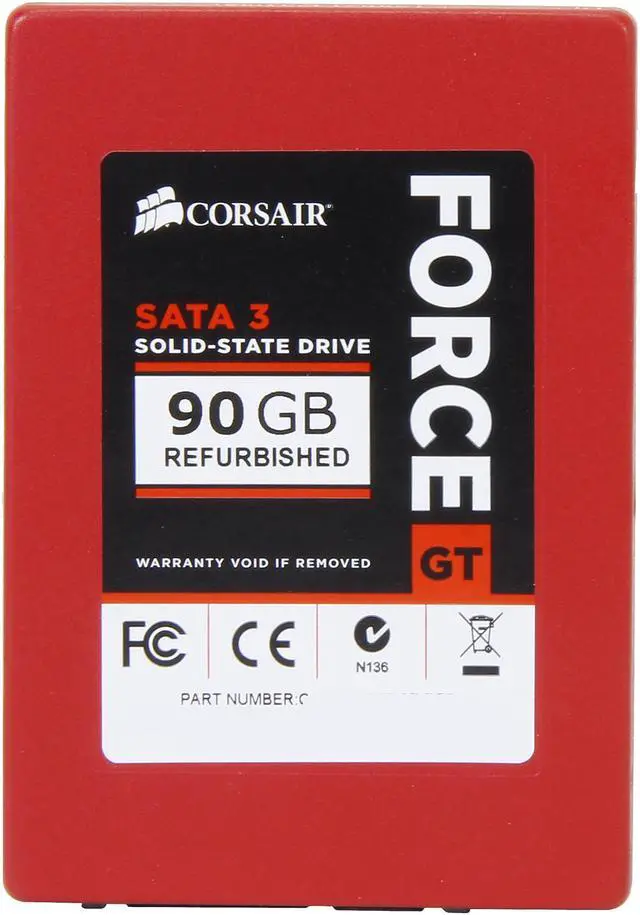 CORSAIR
FORCE
GT
SATA 3
SOLID-STATE DRIVE
90 GB
REFURBISHED
WARRANTY VOID IF REMOVED
FC CE
N136
PART NUMBER:C